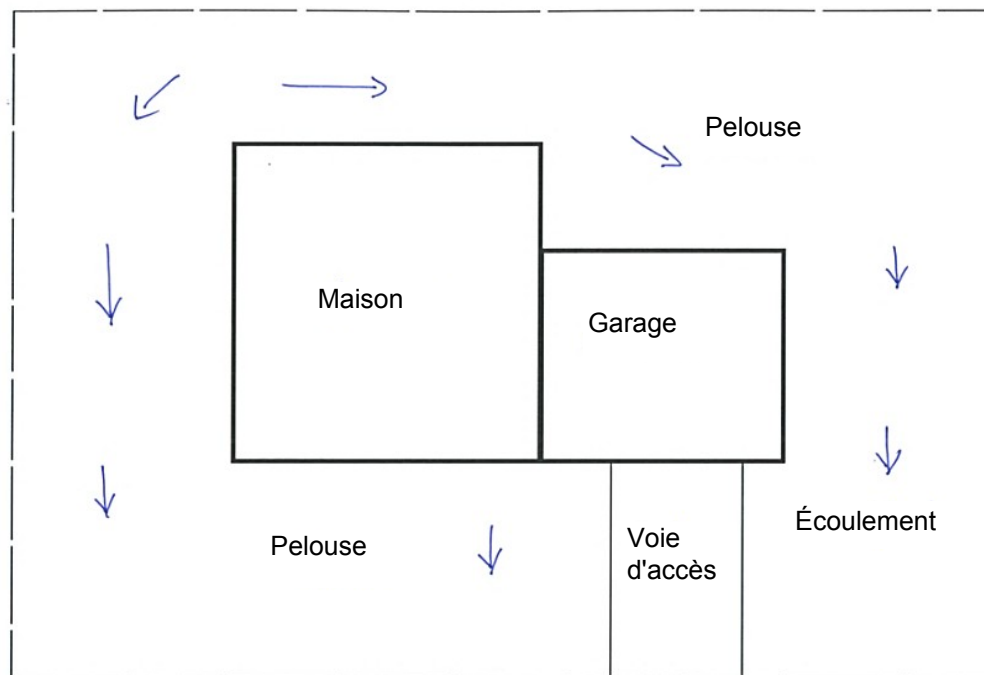 Pelouse
Maison
Garage
Écoulement
Pelouse
Voie
d'accès